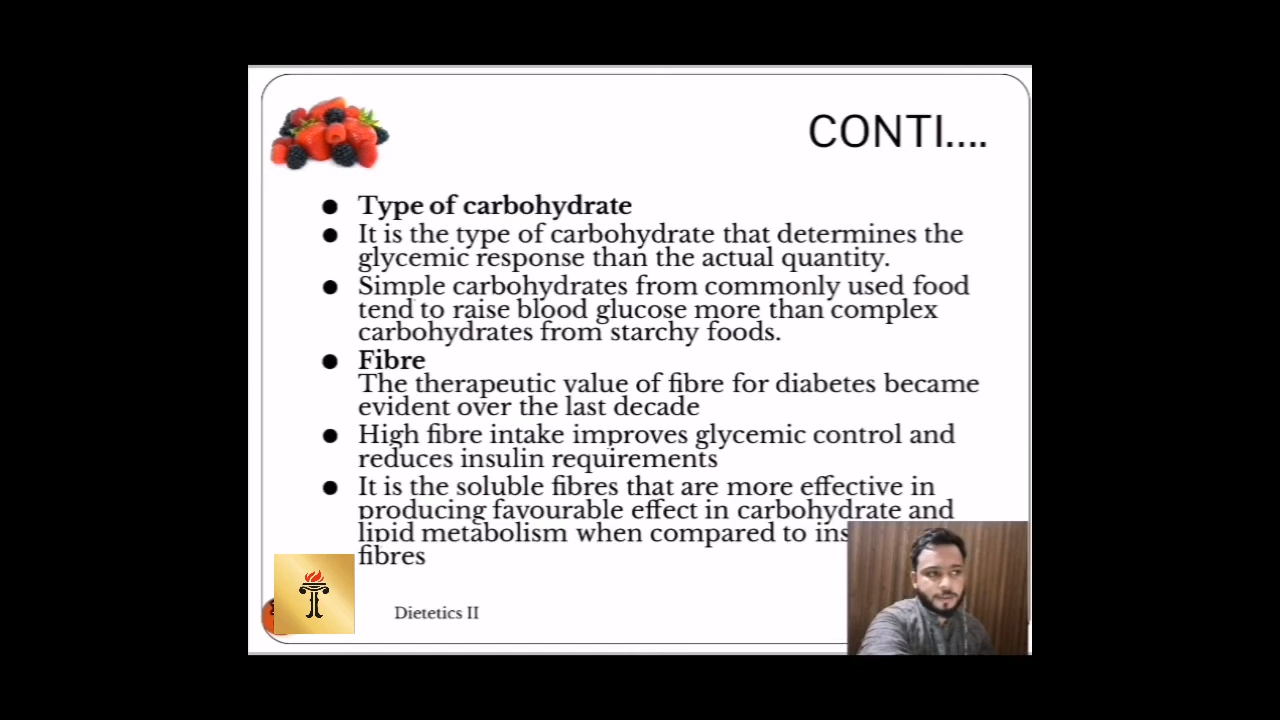 CONTI....
● Type of carbohydrate
● It is the type of carbohydrate that determines the
glycemic response than the actual quantity.
● Simple carbohydrates from commonly used food
tend to raise blood glucose more than complex
carbohydrates from starchy foods.
● Fibre
The therapeutic value of fibre for diabetes became
evident over the last decade
● High fibre intake improves glycemic control and
reduces insulin requirements
● It is the soluble fibres that are more effective in
producing favourable effect in carbohydrate and
lipid metabolism when compared to ins
fibres
Dietetics II